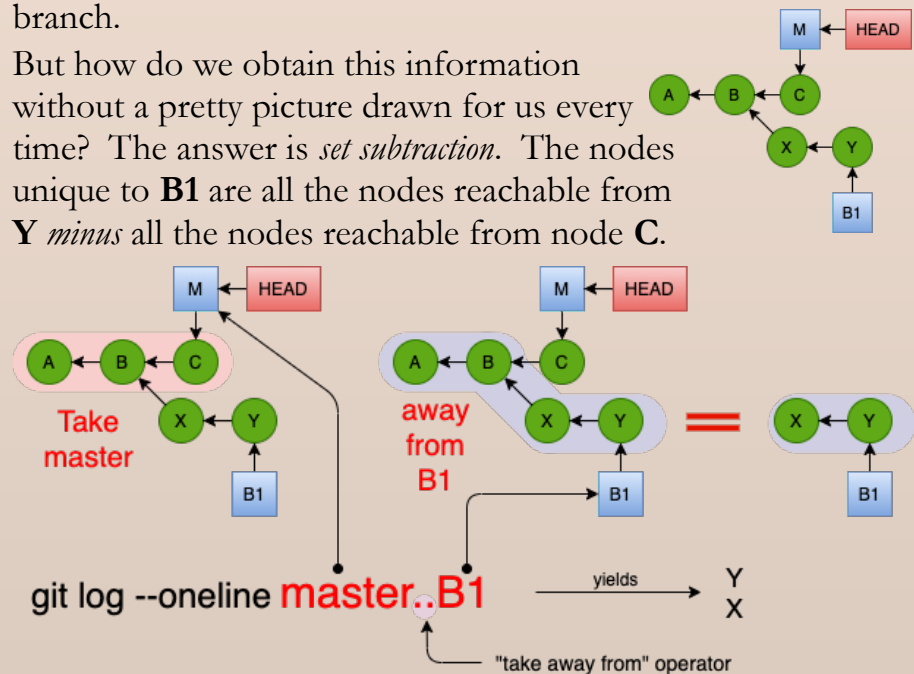 branch.
But how do we obtain this information
without a pretty picture drawn for us every
time? The answer is set subtraction. The nodes
unique to B1 are all the nodes reachable from
Y minus all the nodes reachable from node C.
M
HEAD
A
B
C
X
Y
B1
M
HEAD
A
B
C
X
Y
B1
Take
master
M
HEAD
A
B
C
X
Y
B1
away
from
B1
=
X
Y
B1
git log --oneline master..B1
yields
Y
X
"take away from" operator